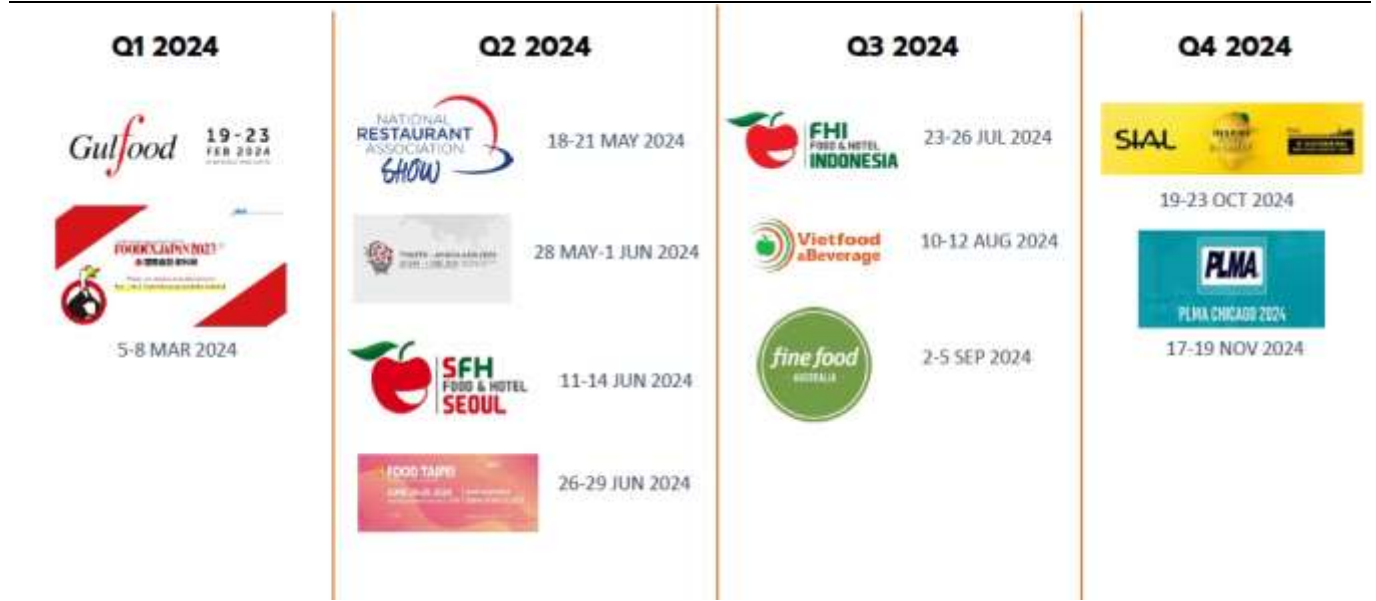 Q1 2024
Gulfood
19-23
FEB 2024
FOODEX JAPAN 2023
5-8 MAR 2024
Q2 2024
NATIONAL
RESTAURANT
ASSOCIATION
SHOW
18-21 MAY 2024
28 MAY-1 JUN 2024
SFH
FOOD & HOTEL
SEOUL
11-14 JUN 2024
FOOD TAIPEI
26-29 JUN 2024
Q3 2024
FHI
FOOD & HOTEL
INDONESIA
23-26 JUL 2024
Vietfood
&Beverage
10-12 AUG 2024
fine food
AUSTRALIA
2-5 SEP 2024
Q4 2024
SIAL
19-23 OCT 2024
PLMA
PLMA CHICAGO 2024
17-19 NOV 2024